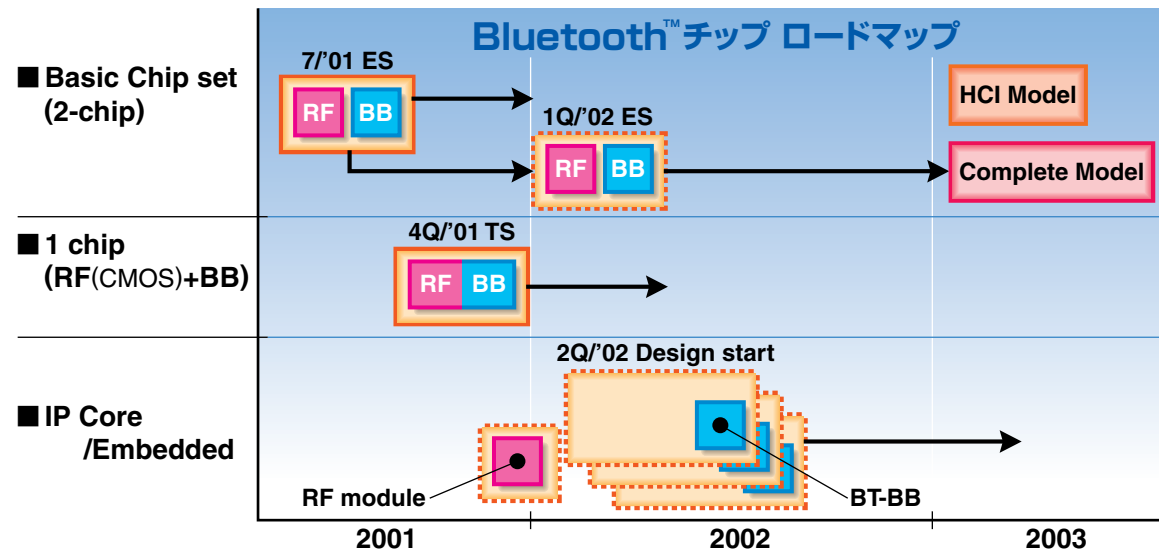 Bluetooth™チップ ロードマップ
■ Basic Chip set
(2-chip)
7/'01 ES
RF BB
1Q/'02 ES
RF BB
HCI Model
Complete Model
■ 1 chip
(RF(CMOS)+BB)
4Q/'01 TS
RF BB
■ IP Core
/Embedded
2Q/'02 Design start
RF module
BT-BB
2001 2002 2003